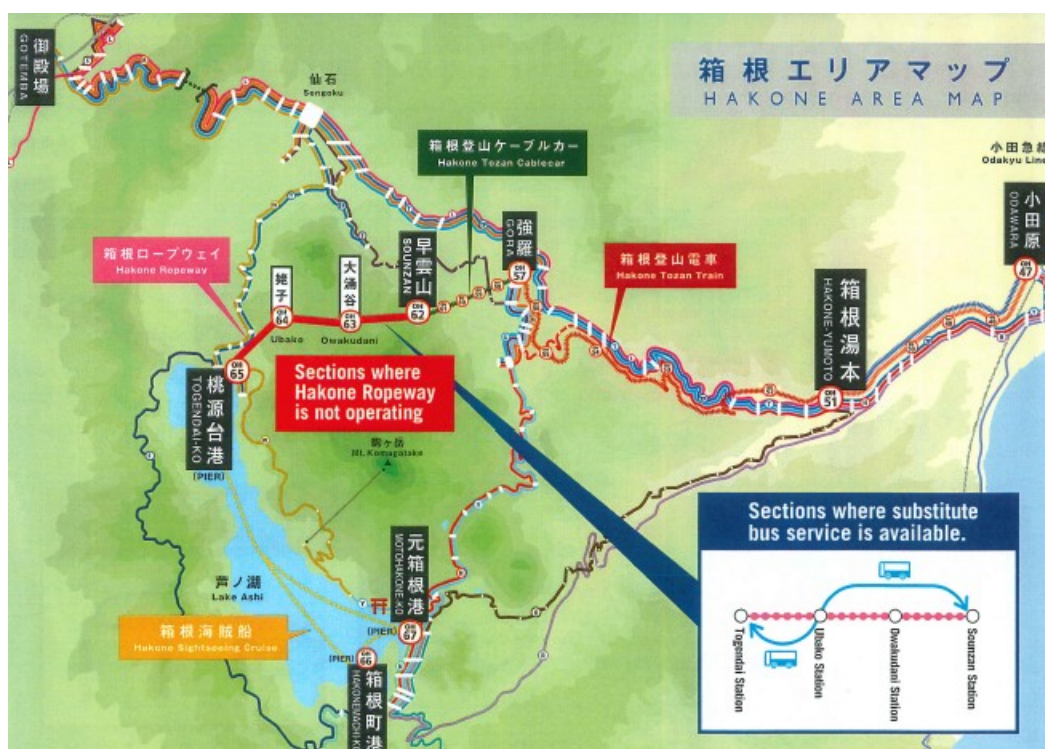 箱根エリアマップ
HAKONE AREA MAP
御殿場
GOTEMBA
仙石
Sengoku
箱根登山ケーブルカー
Hakone Tozan Cablecar
小田急線
Odakyu Line
小田原
ODAWARA
OH
47
強羅
GORA
OH
57
箱根ロープウェイ
Hakone Ropeway
早雲山
SOUNZAN
OH
62
大涌谷
OH
63
Owakudani
姥子
OH
64
Ubako
箱根登山電車
Hakone Tozan Train
箱根湯本
HAKONE-YUMOTO
OH
51
OH
65
桃源台港
TOGENDAI-KO
(PIER)
Sections where
Hakone Ropeway
is not operating
駒ヶ岳
Mt. Komagatake
芦ノ湖
Lake Ashi
箱根海賊船
Hakone Sightseeing Cruise
元箱根港
MOTOHAKONE-KO
(PIER)
OH
67
(PIER)
OH
66
箱根町港
HAKONEMACHI-K
Sections where substitute
bus service is available.
Togendai Station
Ubako Station
Owakudani Station
Sounzan Station